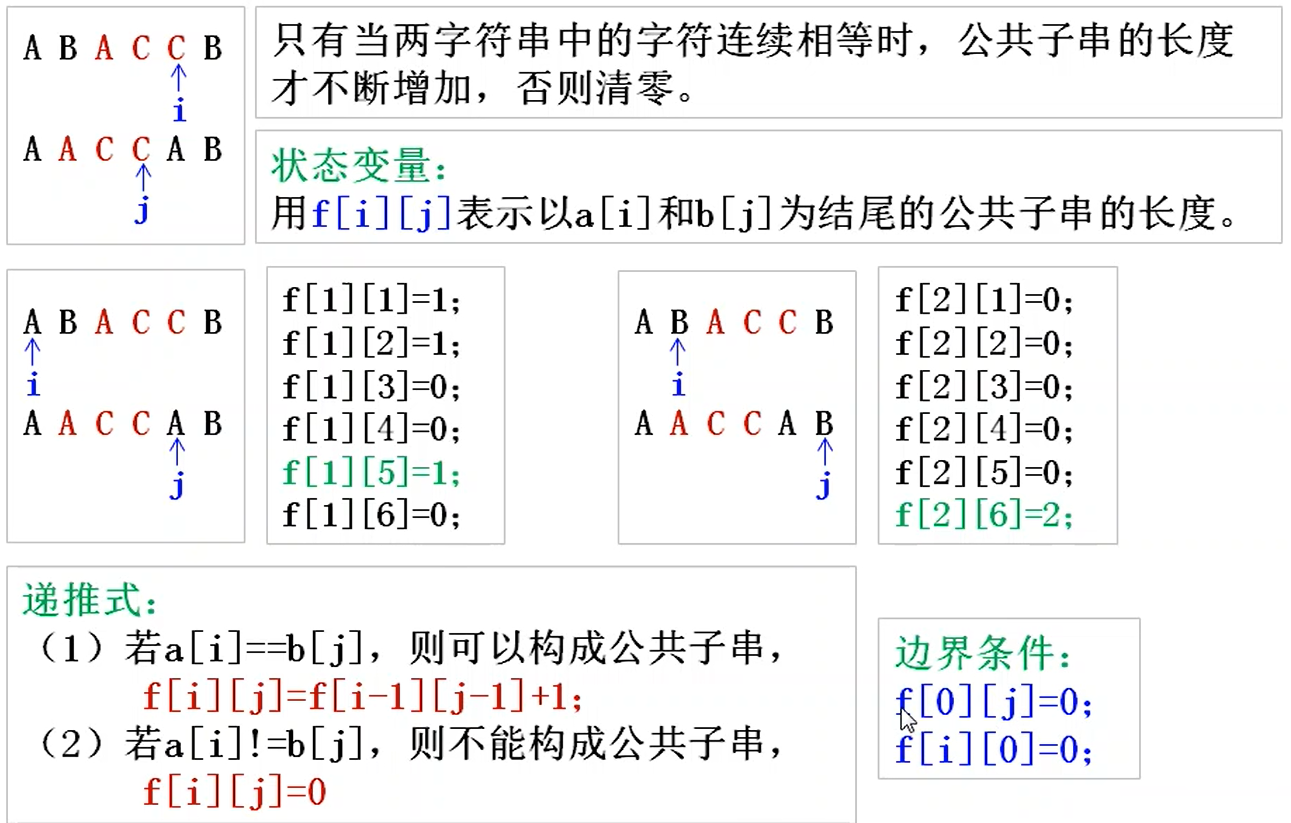 A B A C C B
i
A A C C A B
j
只有当两字符串中的字符连续相等时，公共子串的长度
才不断增加，否则清零。
状态变量：
用f[i][j]表示以a[i]和b[j]为结尾的公共子串的长度。
A B A C C B
i
A A C C A B
j
f[1][1]=1;
f[1][2]=1;
f[1][3]=0;
f[1][4]=0;
f[1][5]=1;
f[1][6]=0;
A B A C C B
i
A A C C A B
j
f[2][1]=0;
f[2][2]=0;
f[2][3]=0;
f[2][4]=0;
f[2][5]=0;
f[2][6]=2;
递推式：
（1）若a[i]==b[j]，则可以构成公共子串，
f[i][j]=f[i-1][j-1]+1;
（2）若a[i]!=b[j]，则不能构成公共子串，
f[i][j]=0
边界条件：
f[0][j]=0;
f[i][0]=0;